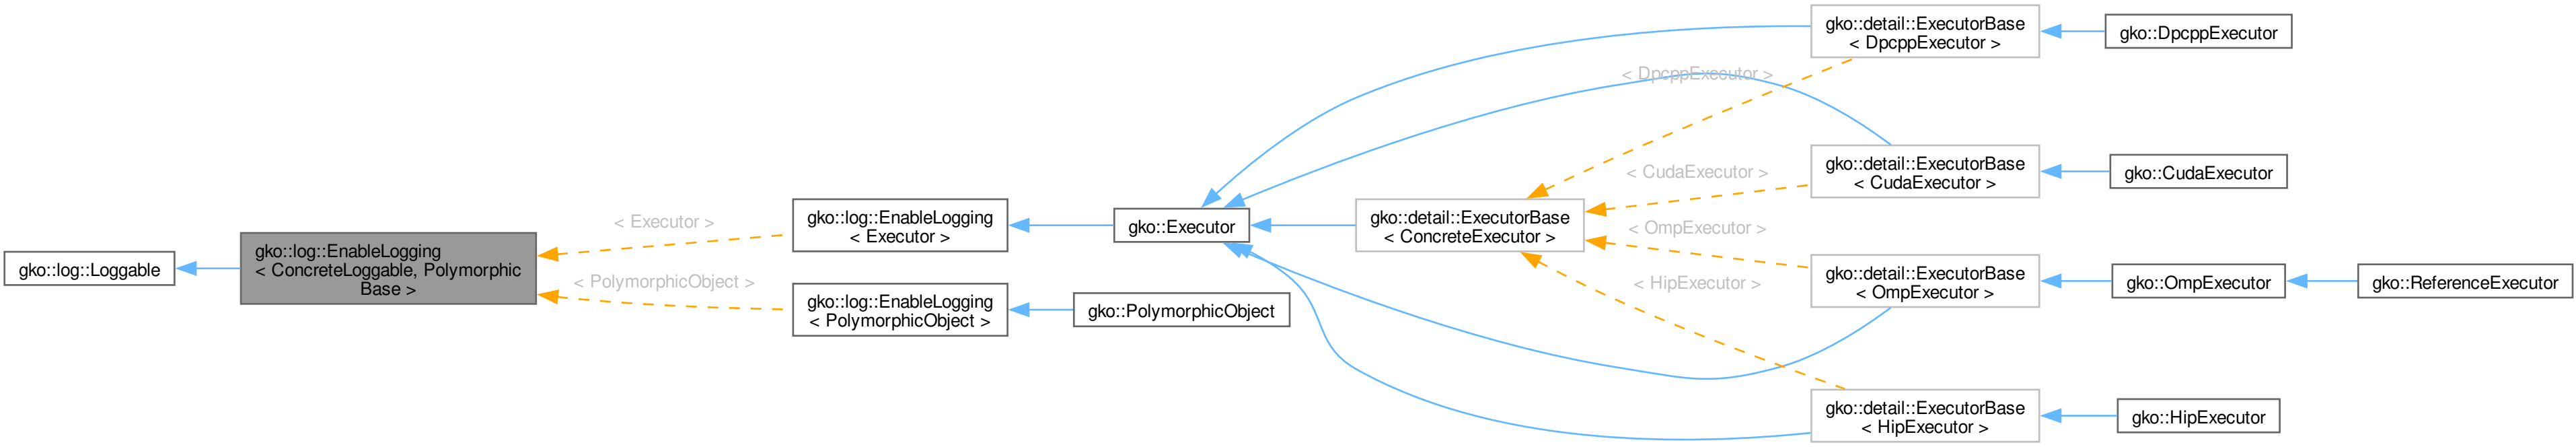 gko::log::Loggable
gko::log::EnableLogging
< ConcreteLoggable, Polymorphic
Base >
< Executor >
< PolymorphicObject >
gko::log::EnableLogging
< Executor >
gko::log::EnableLogging
< PolymorphicObject >
gko::Executor
gko::PolymorphicObject
gko::detail::ExecutorBase
< ConcreteExecutor >
< DpcppExecutor >
< CudaExecutor >
< OmpExecutor >
< HipExecutor >
gko::detail::ExecutorBase
< DpcppExecutor >
gko::DpcppExecutor
gko::detail::ExecutorBase
< CudaExecutor >
gko::CudaExecutor
gko::detail::ExecutorBase
< OmpExecutor >
gko::OmpExecutor
gko::ReferenceExecutor
gko::detail::ExecutorBase
< HipExecutor >
gko::HipExecutor